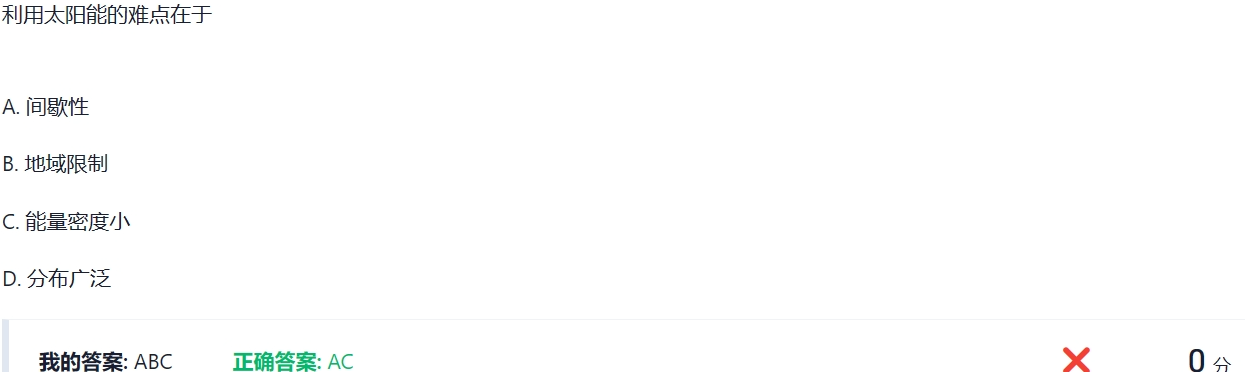 利用太阳能的难点在于
A. 间歇性
B. 地域限制
C. 能量密度小
D. 分布广泛
我的答案: ABC 正确答案: AC 0 分